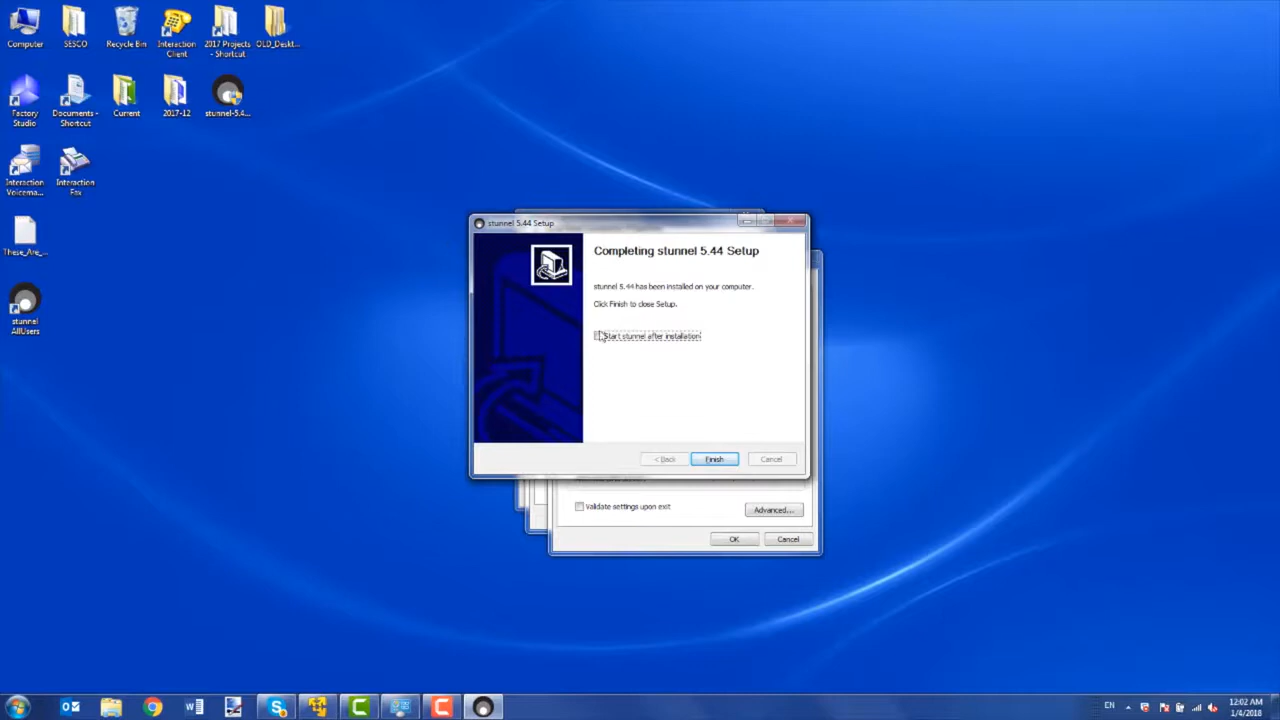 Computer
SESCO
Recycle Bin
Interaction
Client
2017 Projects
- Shortcut
OLD_Deskt...
Factory
Studio
Documents -
Shortcut
Current
2017-12
stunnel-5.4...
Interaction
Voicema...
Interaction
Fax
These_Are_...
stunnel
AllUsers
stunnel 5.44 Setup
Completing stunnel 5.44 Setup
stunnel 5.44 has been installed on your computer.
Click Finish to close Setup.
Start stunnel after installation
< Back
Finish
Cancel
Validate settings upon exit
Advanced...
OK
Cancel
EN
12:02 AM
1/4/2018